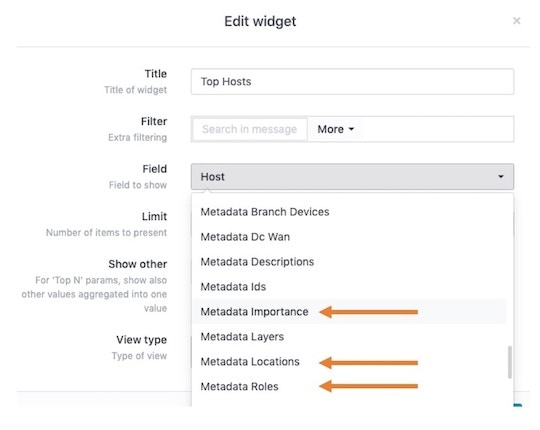 Edit widget
×
Title
Title of widget
Top Hosts
Filter
Extra filtering
Search in message
More
Field
Field to show
Host
Limit
Number of items to present
Show other
For 'Top N' params, show also
other values aggregated into one
value
View type
Type of view
Metadata Branch Devices
Metadata Dc Wan
Metadata Descriptions
Metadata Ids
Metadata Importance
Metadata Layers
Metadata Locations
Metadata Roles